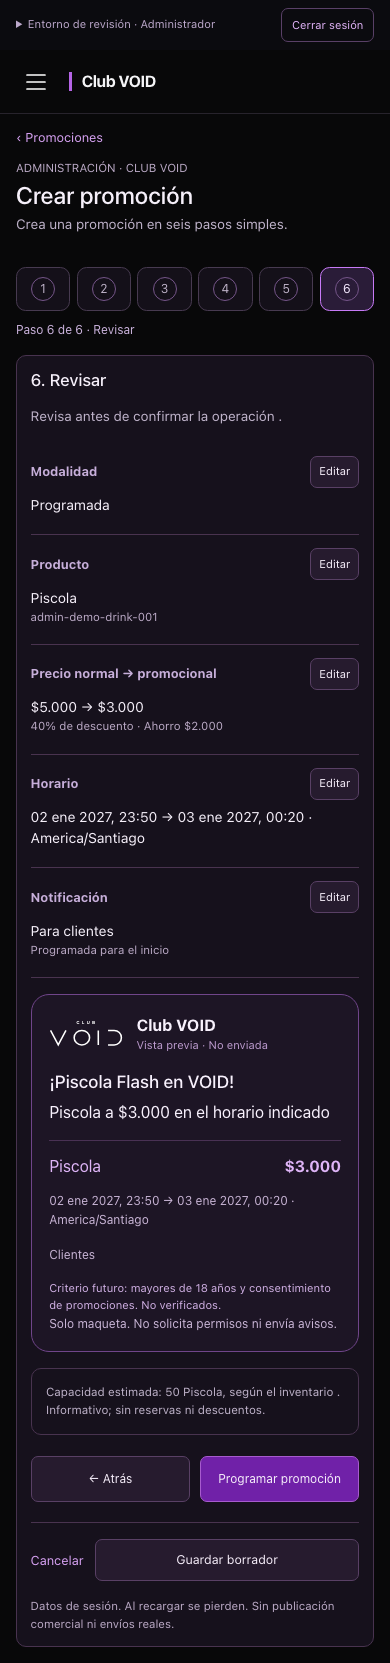 ▶ Entorno de revisión · Administrador
Cerrar sesión
Club VOID
‹ Promociones
ADMINISTRACIÓN · CLUB VOID
Crear promoción
Crea una promoción en seis pasos simples.
1 2 3 4 5 6
Paso 6 de 6 · Revisar
6. Revisar
Revisa antes de confirmar la operación .
Modalidad
Editar
Programada
Producto
Editar
Piscola
admin-demo-drink-001
Precio normal → promocional
Editar
$5.000 → $3.000
40% de descuento · Ahorro $2.000
Horario
Editar
02 ene 2027, 23:50 → 03 ene 2027, 00:20 ·
America/Santiago
Notificación
Editar
Para clientes
Programada para el inicio
CLUB
VOID
Club VOID
Vista previa · No enviada
¡Piscola Flash en VOID!
Piscola a $3.000 en el horario indicado
Piscola
$3.000
02 ene 2027, 23:50 → 03 ene 2027, 00:20 ·
America/Santiago
Clientes
Criterio futuro: mayores de 18 años y consentimiento
de promociones. No verificados.
Solo maqueta. No solicita permisos ni envía avisos.
Capacidad estimada: 50 Piscola, según el inventario .
Informativo; sin reservas ni descuentos.
← Atrás
Programar promoción
Cancelar
Guardar borrador
Datos de sesión. Al recargar se pierden. Sin publicación
comercial ni envíos reales.